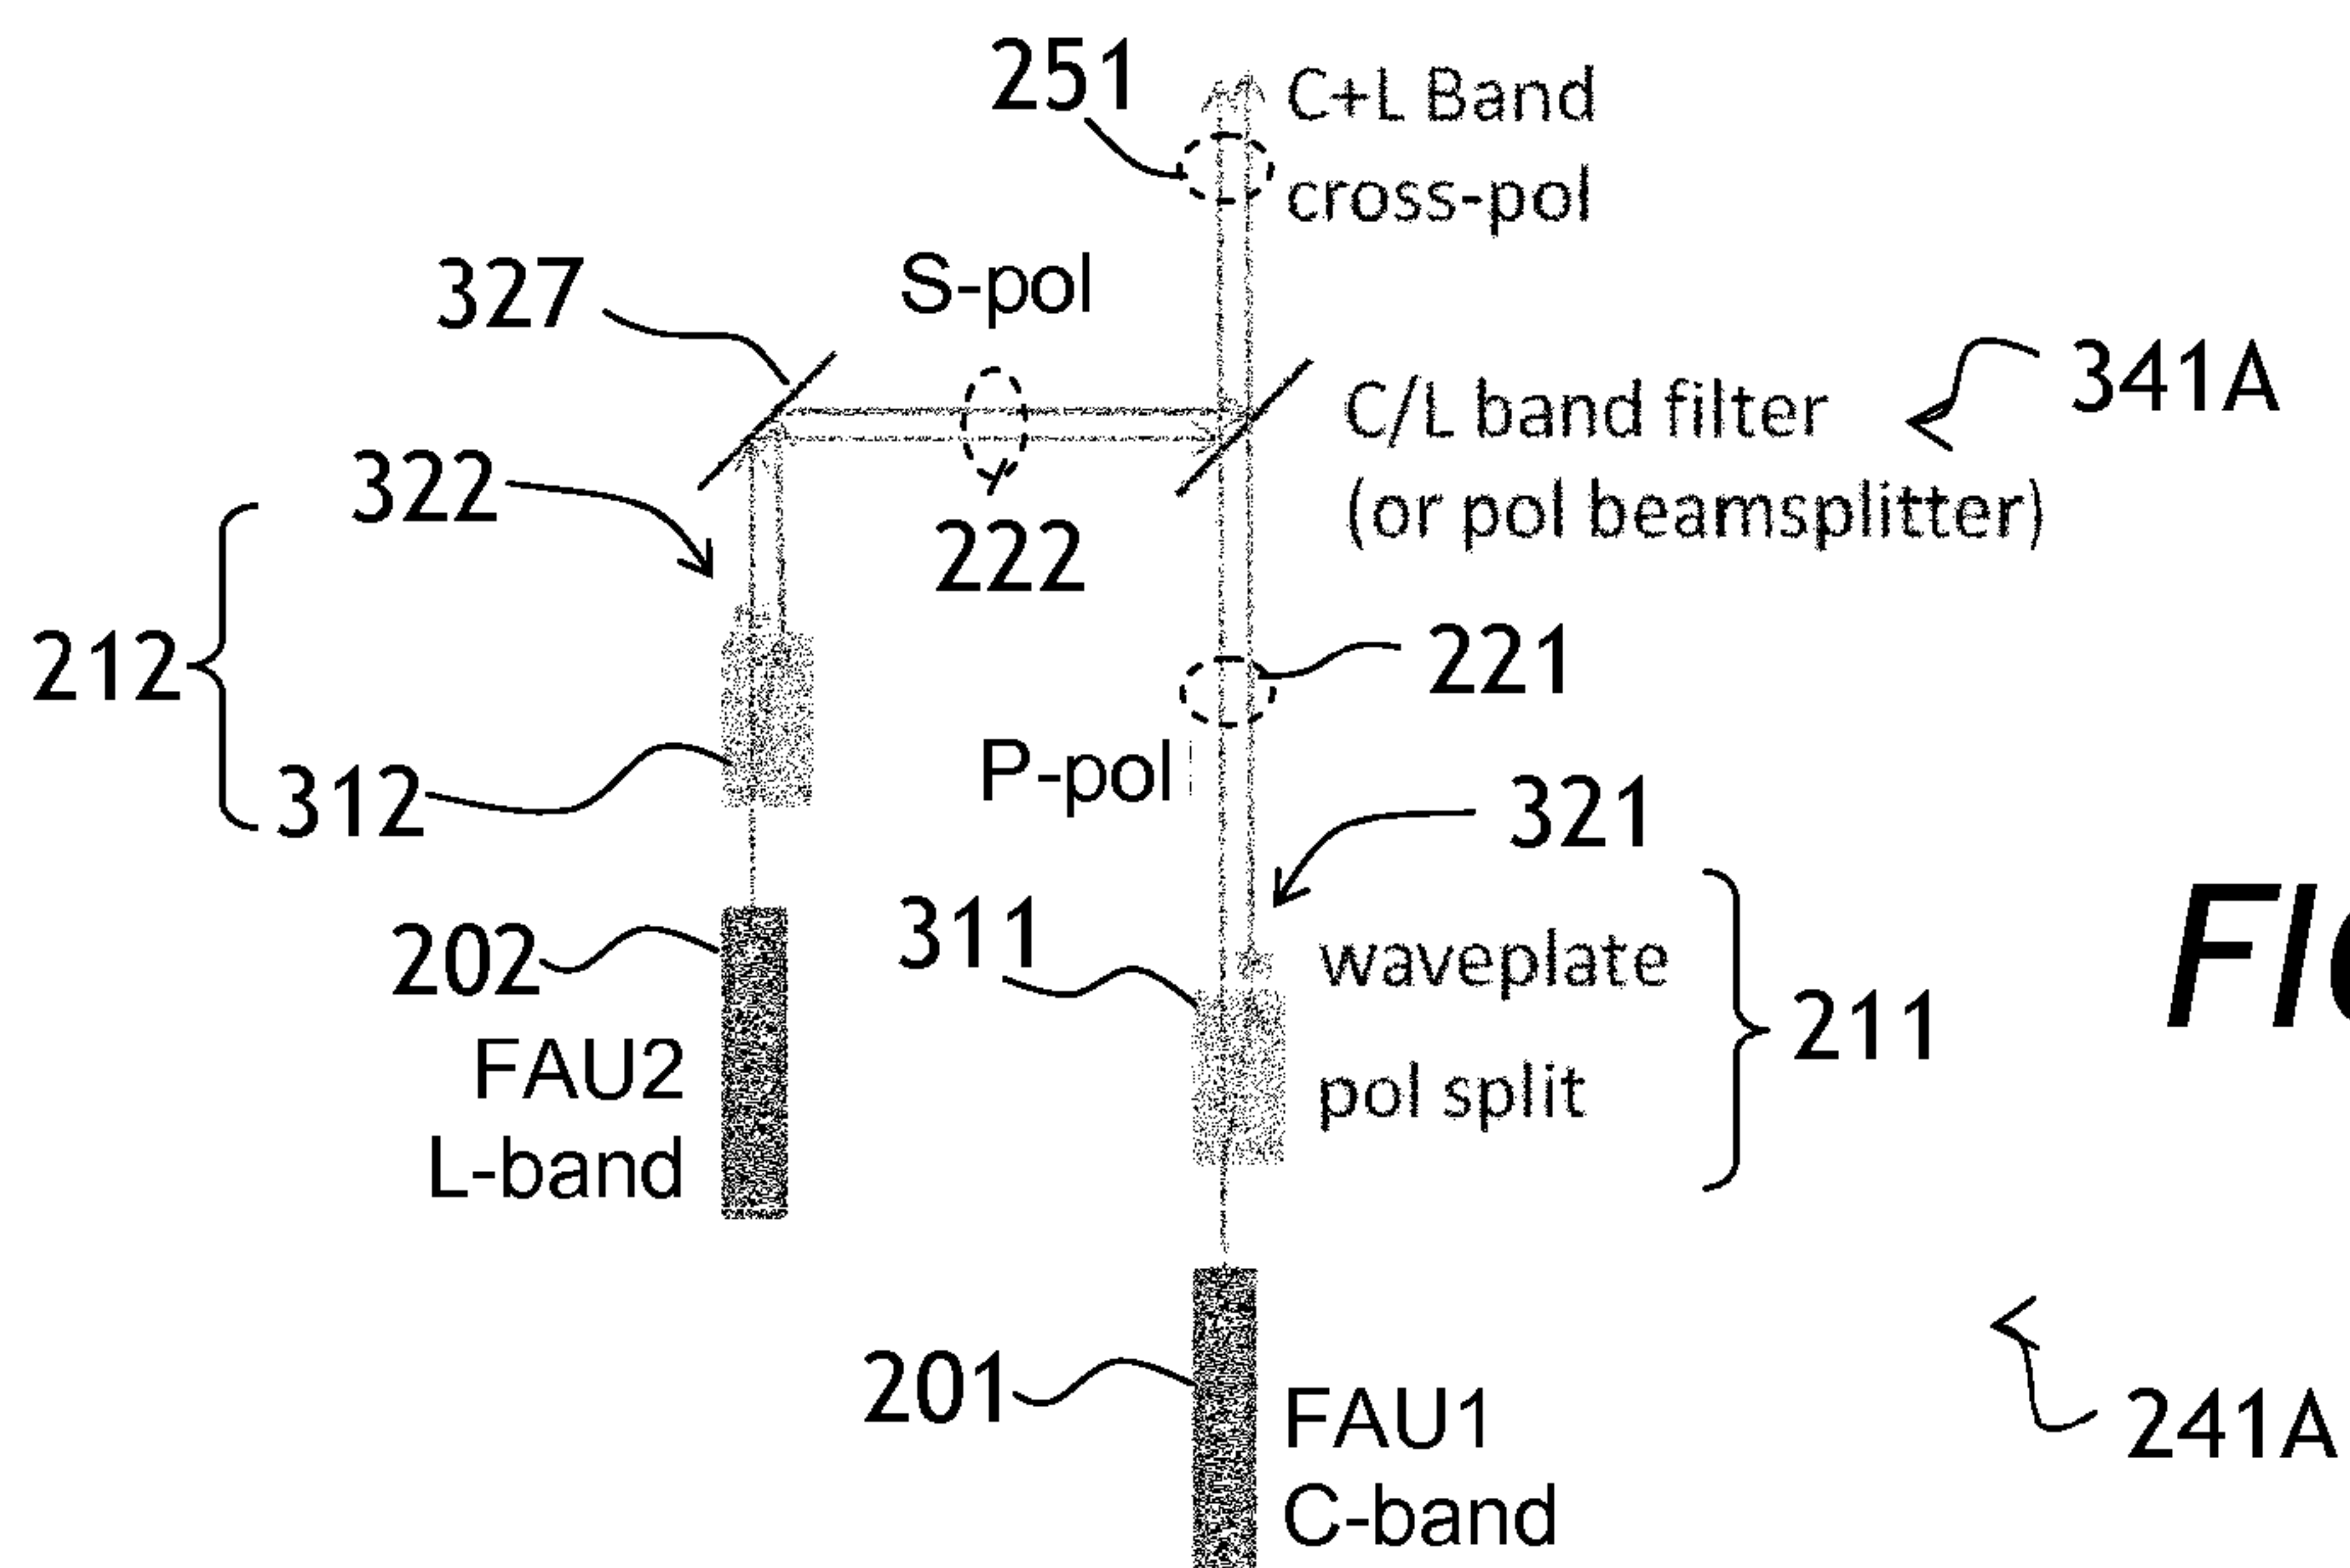 251
C+L Band
cross-pol
327
S-pol
341A
C/L band filter
(or pol beamsplitter)
322
222
212
221
312
P-pol
321
202
311
waveplate
211
FAU2
pol split
L-band
201
FAU1
241A
C-band